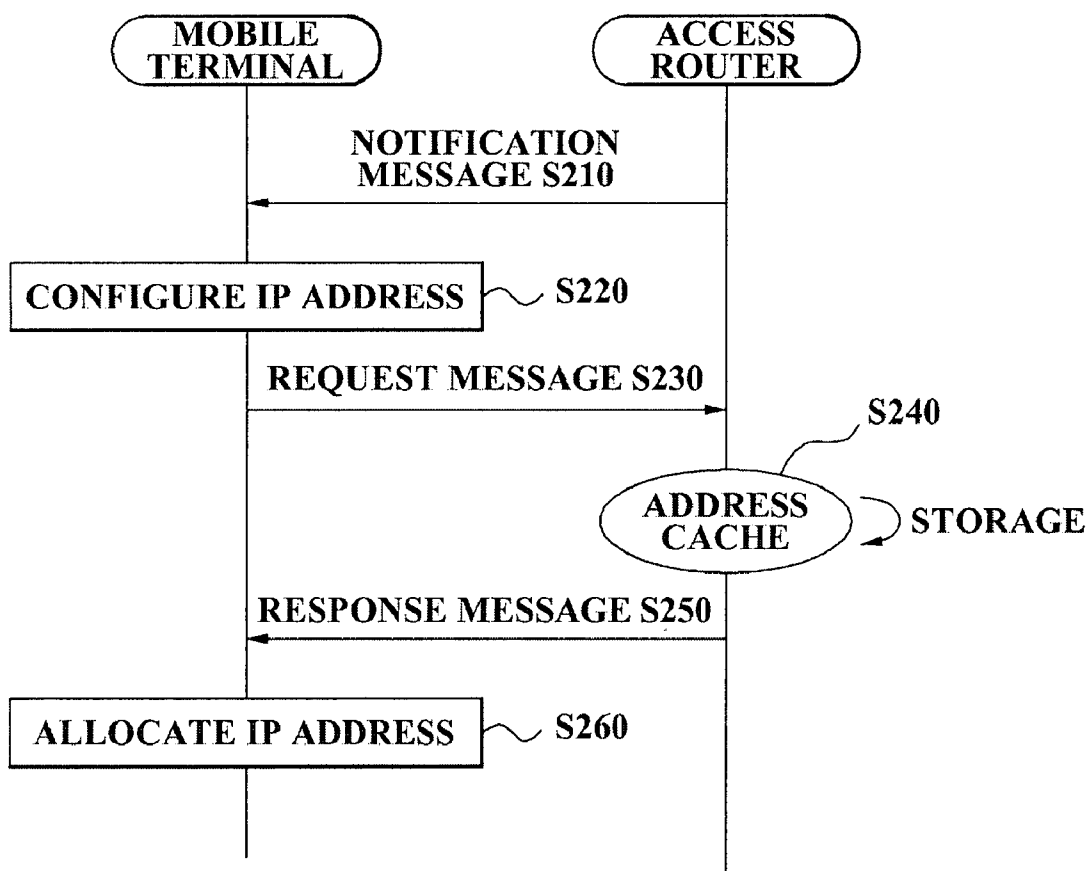 MOBILE
TERMINAL
ACCESS
ROUTER
NOTIFICATION
MESSAGE S210
CONFIGURE IP ADDRESS
S220
REQUEST MESSAGE S230
S240
ADDRESS
CACHE
STORAGE
RESPONSE MESSAGE S250
ALLOCATE IP ADDRESS
S260